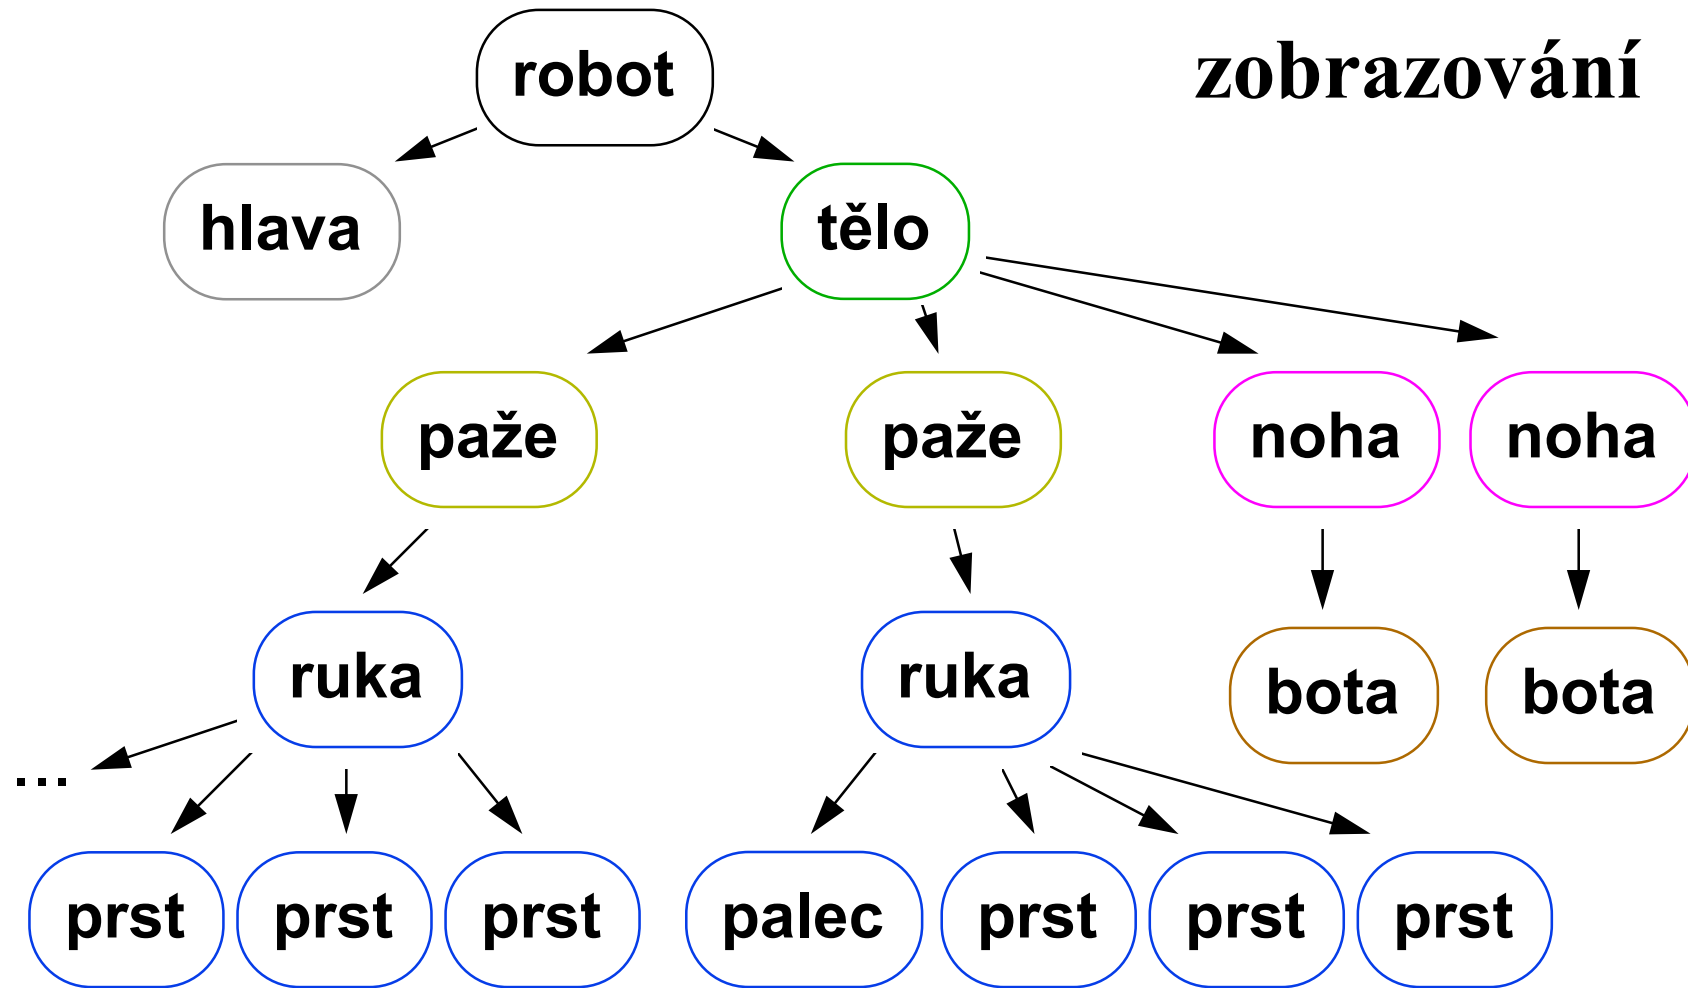 robot
zobrazování
hlava
tělo
paže
paže
noha
noha
ruka
ruka
bota
bota
...
prst
prst
prst
palec
prst
prst
prst